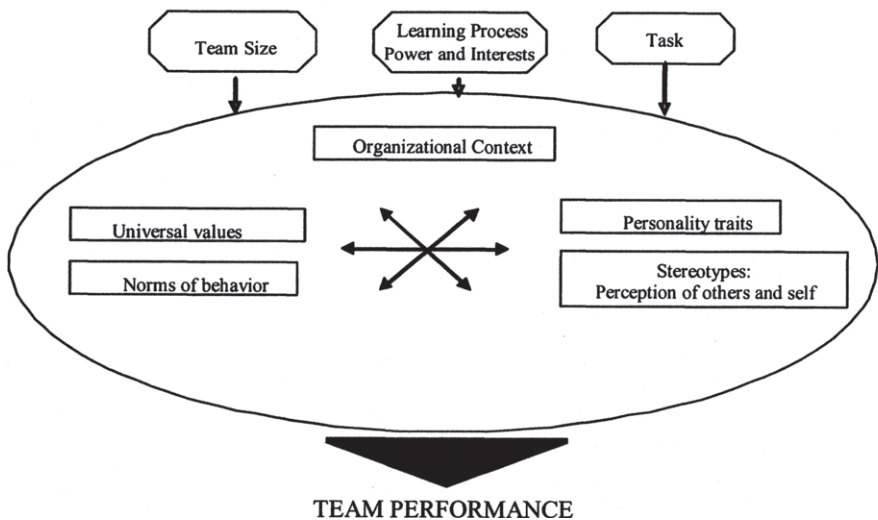 Team Size
Learning Process
Power and Interests
Task
Organizational Context
Universal values
Personality traits
Norms of behavior
Stereotypes:
Perception of others and self
TEAM PERFORMANCE